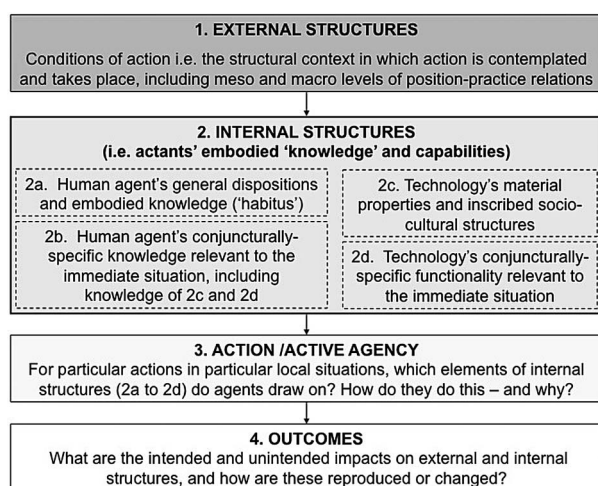 1. EXTERNAL STRUCTURES
Conditions of action i.e. the structural context in which action is contemplated
and takes place, including meso and macro levels of position-practice relations
2. INTERNAL STRUCTURES
(i.e. actants' embodied 'knowledge' and capabilities)
2a. Human agent's general dispositions
and embodied knowledge ('habitus')
2b. Human agent's conjuncturally-
specific knowledge relevant to the
immediate situation, including
knowledge of 2c and 2d
2c. Technology's material
properties and inscribed socio-
cultural structures
2d. Technology's conjuncturally-
specific functionality relevant to
the immediate situation
3. ACTION /ACTIVE AGENCY
For particular actions in particular local situations, which elements of internal
structures (2a to 2d) do agents draw on? How do they do this – and why?
4. OUTCOMES
What are the intended and unintended impacts on external and internal
structures, and how are these reproduced or changed?